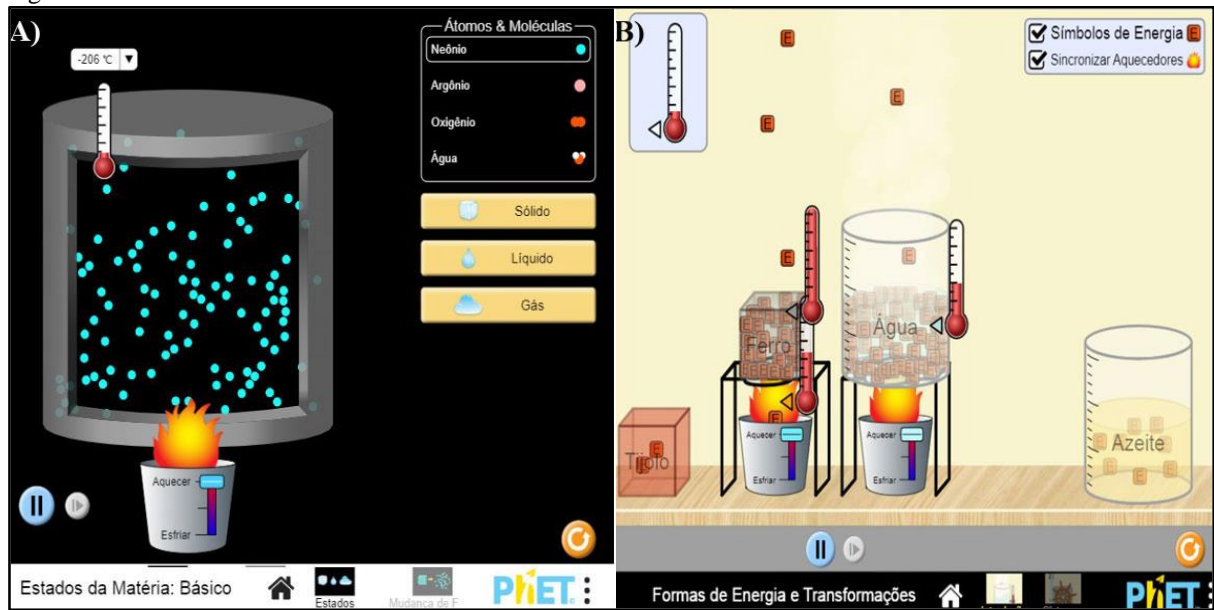 A)
-206 ºC
Átomos & Moléculas
Neônio
Argônio
Oxigênio
Água
Sólido
Líquido
Gás
Aquecer
Esfriar
Estados da Matéria: Básico
Estados
Mudança de F
PhET
B)
Símbolos de Energia E
Sincronizar Aquecedores
E
E
E
E
E
Ferro
Água
Tijolo
Azeite
Aquecer
Esfriar
Aquecer
Esfriar
Formas de Energia e Transformações
PhET